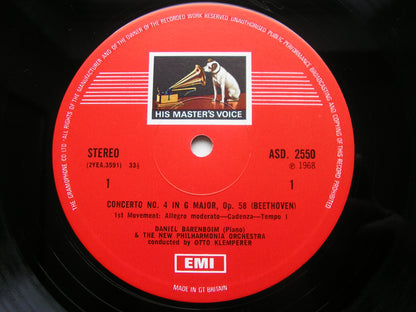 ALL RIGHTS OF THE MANUFACTURER AND OF THE OWNER OF THE RECORDED WORK RESERVED UNAUTHORISED PUBLIC PERFORMANCE BROADCASTING AND COPYING OF THIS RECORD PROHIBITED
THE GRAMOPHONE CO LTD
HIS MASTER'S VOICE
STEREO
(2YEA.3591) 33⅓
ASD. 2550
℗ 1968
1
1
CONCERTO NO. 4 IN G MAJOR, Op. 58 (BEETHOVEN)
1st Movement: Allegro moderato—Cadenza—Tempo I
DANIEL BARENBOIM (Piano)
& THE NEW PHILHARMONIA ORCHESTRA
conducted by OTTO KLEMPERER
EMI
MADE IN GT BRITAIN